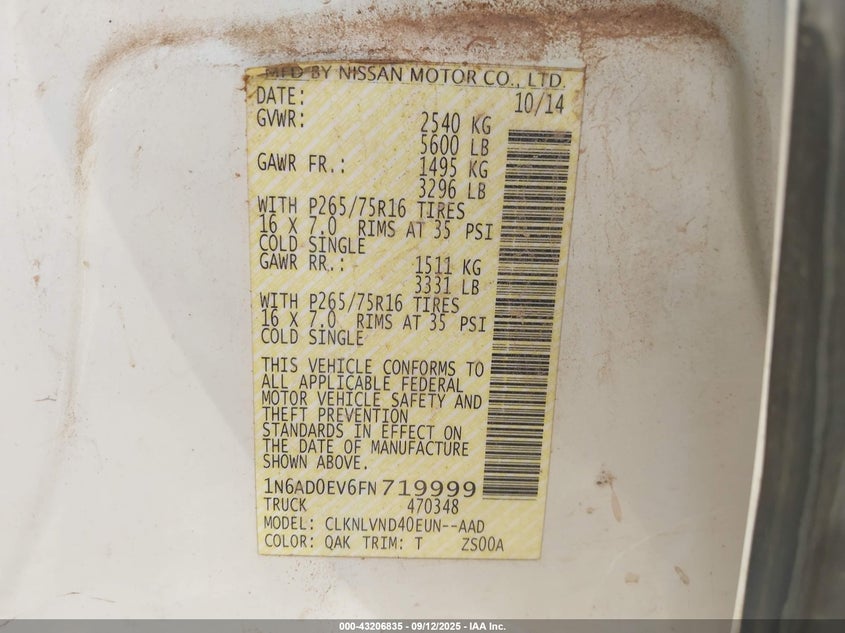 MFD BY NISSAN MOTOR CO., LTD.
DATE: 10/14
GVWR: 2540 KG
5600 LB
GAWR FR.: 1495 KG
3296 LB
WITH P265/75R16 TIRES
16 X 7.0 RIMS AT 35 PSI
COLD SINGLE
GAWR RR.: 1511 KG
3331 LB
WITH P265/75R16 TIRES
16 X 7.0 RIMS AT 35 PSI
COLD SINGLE
THIS VEHICLE CONFORMS TO
ALL APPLICABLE FEDERAL
MOTOR VEHICLE SAFETY AND
THEFT PREVENTION
STANDARDS IN EFFECT ON
THE DATE OF MANUFACTURE
SHOWN ABOVE.
1N6AD0EV6FN719999
TRUCK 470348
MODEL: CLKNLVND40EUN--AAD
COLOR: QAK TRIM: T ZS00A
000-43206835 - 09/12/2025 - IAA Inc.